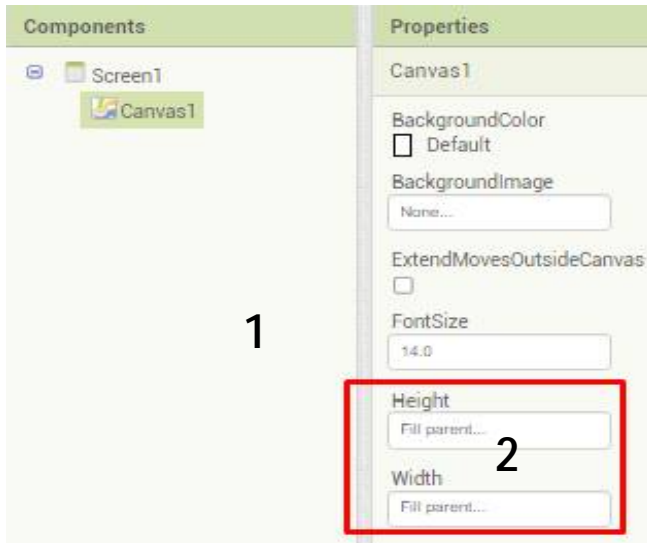 Components
Screen1
Canvas1
1
Properties
Canvas1
BackgroundColor
Default
BackgroundImage
None...
ExtendMovesOutsideCanvas
FontSize
14.0
Height
Fill parent...
2
Width
Fill parent...